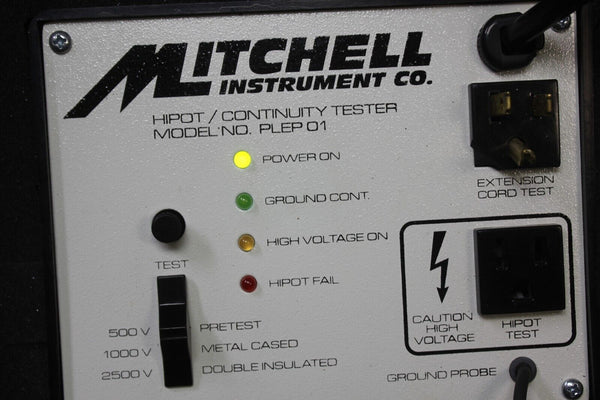 MITCHELL
INSTRUMENT CO.
HIPOT / CONTINUITY TESTER
MODEL NO. PLEP 01
POWER ON
GROUND CONT.
HIGH VOLTAGE ON
HIPOT FAIL
TEST
500 V PRETEST
1000 V METAL CASED
2500 V DOUBLE INSULATED
EXTENSION
CORD TEST
CAUTION
HIGH
VOLTAGE
HIPOT
TEST
GROUND PROBE